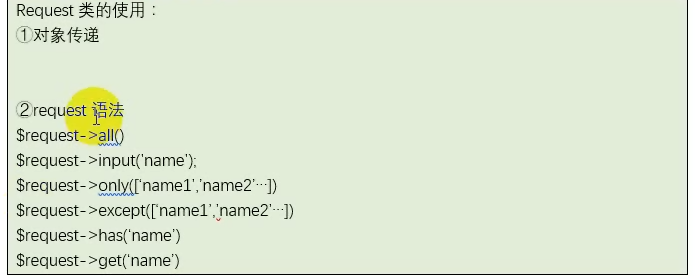 Request 类的使用：
①对象传递
②request 语法
$request->all()
$request->input('name');
$request->only([‘name1’,’name2’…])
$request->except([‘name1’,’name2’…])
$request->has(‘name’)
$request->get(‘name’)